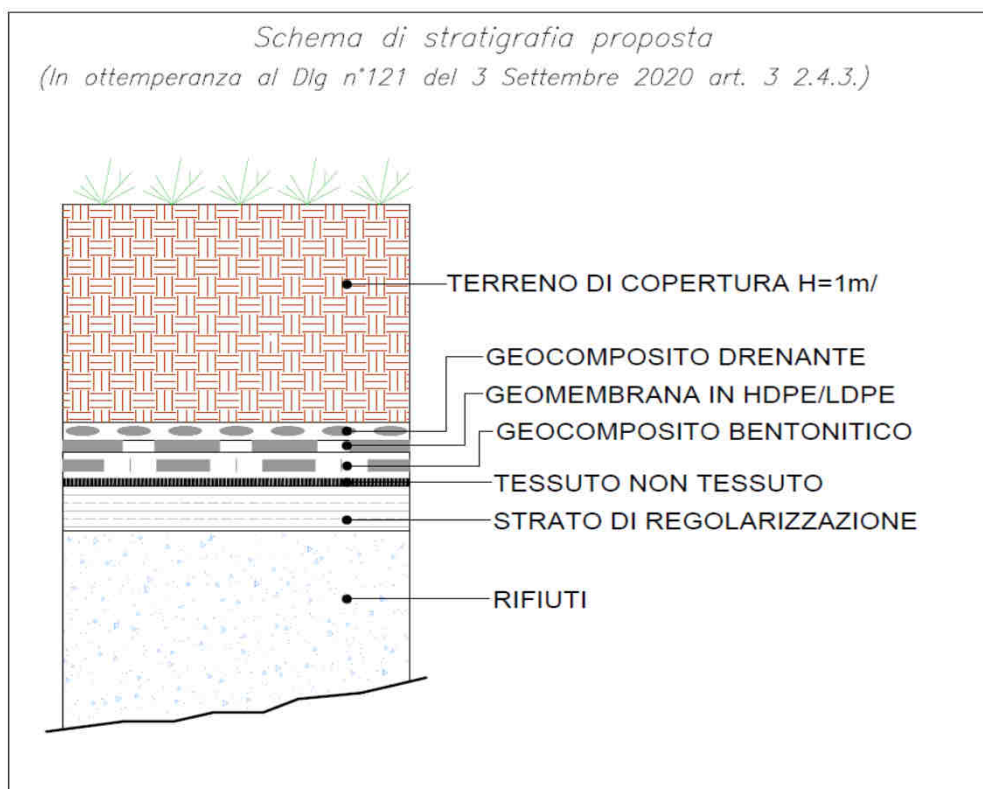 Schema di stratigrafia proposta
(In ottemperanza al Dlg n°121 del 3 Settembre 2020 art. 3 2.4.3.)
TERRENO DI COPERTURA H=1m/
GEOCOMPOSITO DRENANTE
GEOMEMBRANA IN HDPE/LDPE
GEOCOMPOSITO BENTONITICO
TESSUTO NON TESSUTO
STRATO DI REGOLARIZZAZIONE
RIFIUTI